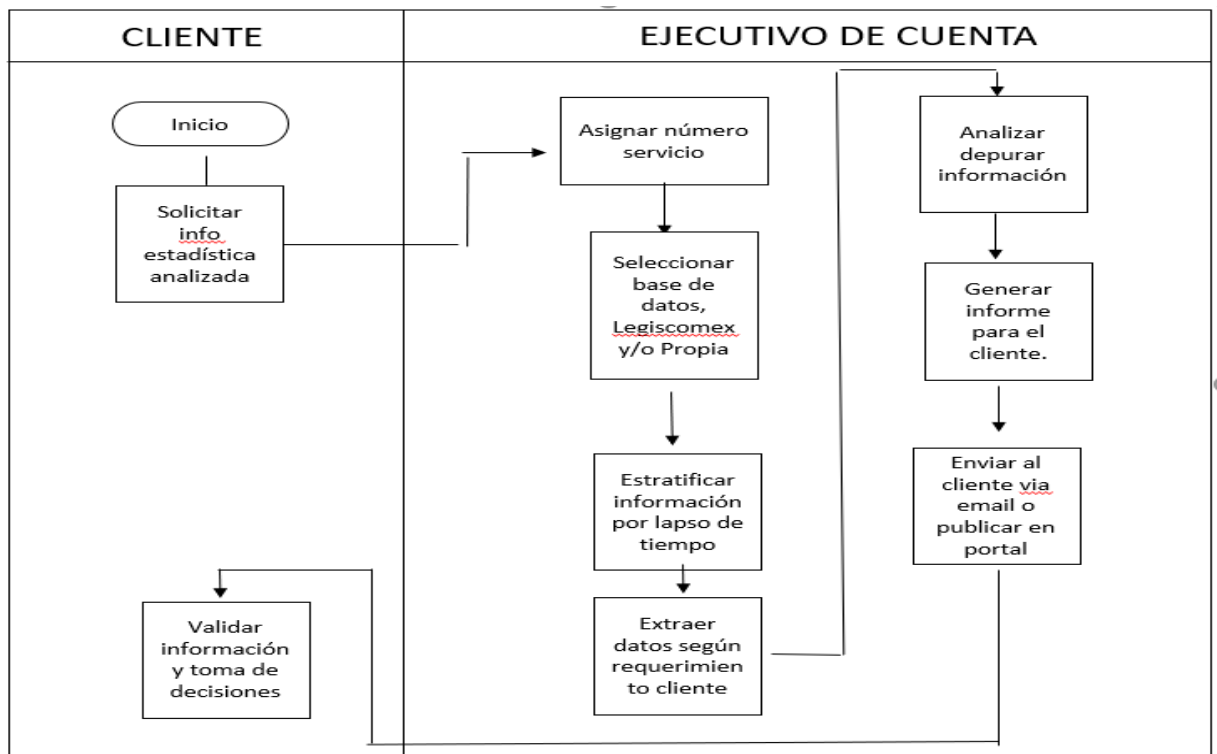 CLIENTE
EJECUTIVO DE CUENTA
Inicio
Solicitar
info
estadística
analizada
Asignar número
servicio
Seleccionar
base de
datos,
Legiscomex
y/o Propia
Estratificar
información
por lapso de
tiempo
Extraer
datos según
requerimien
to cliente
Analizar
depurar
información
Generar
informe
para el
cliente.
Enviar al
cliente via
email o
publicar en
portal
Validar
información
y toma de
decisiones